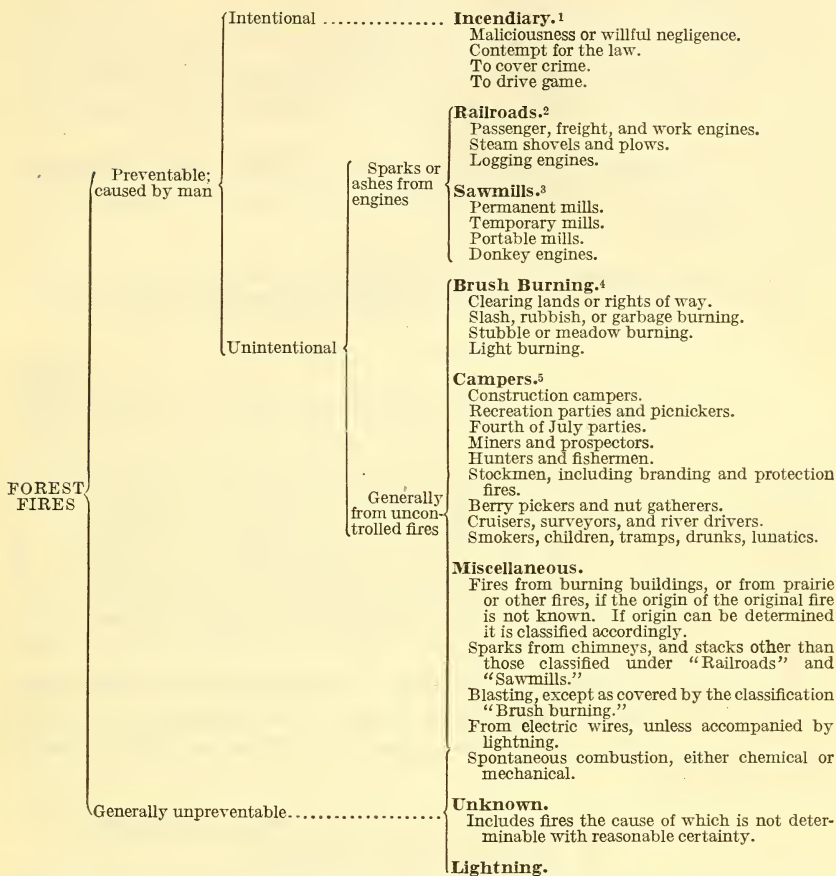 Intentional ................ Incendiary.1
Maliciousness or willful negligence.
Contempt for the law.
To cover crime.
To drive game.
Railroads.2
Passenger, freight, and work engines.
Steam shovels and plows.
Logging engines.
Preventable;
caused by man
Sparks or
ashes from
engines
Sawmills.3
Permanent mills.
Temporary mills.
Portable mills.
Donkey engines.
Brush Burning.4
Clearing lands or rights of way.
Slash, rubbish, or garbage burning.
Stubble or meadow burning.
Light burning.
Unintentional
Campers.5
Construction campers.
Recreation parties and picnickers.
Fourth of July parties.
Miners and prospectors.
Hunters and fishermen.
Stockmen, including branding and protection
fires.
Berry pickers and nut gatherers.
Cruisers, surveyors, and river drivers.
Smokers, children, tramps, drunks, lunatics.
FOREST
FIRES
Generally
from uncon-
trolled fires
Miscellaneous.
Fires from burning buildings, or from prairie
or other fires, if the origin of the original fire
is not known. If origin can be determined
it is classified accordingly.
Sparks from chimneys, and stacks other than
those classified under "Railroads" and
"Sawmills."
Blasting, except as covered by the classification
"Brush burning."
From electric wires, unless accompanied by
lightning.
Spontaneous combustion, either chemical or
mechanical.
Generally unpreventable......................
Unknown.
Includes fires the cause of which is not deter-
minable with reasonable certainty.
Lightning.